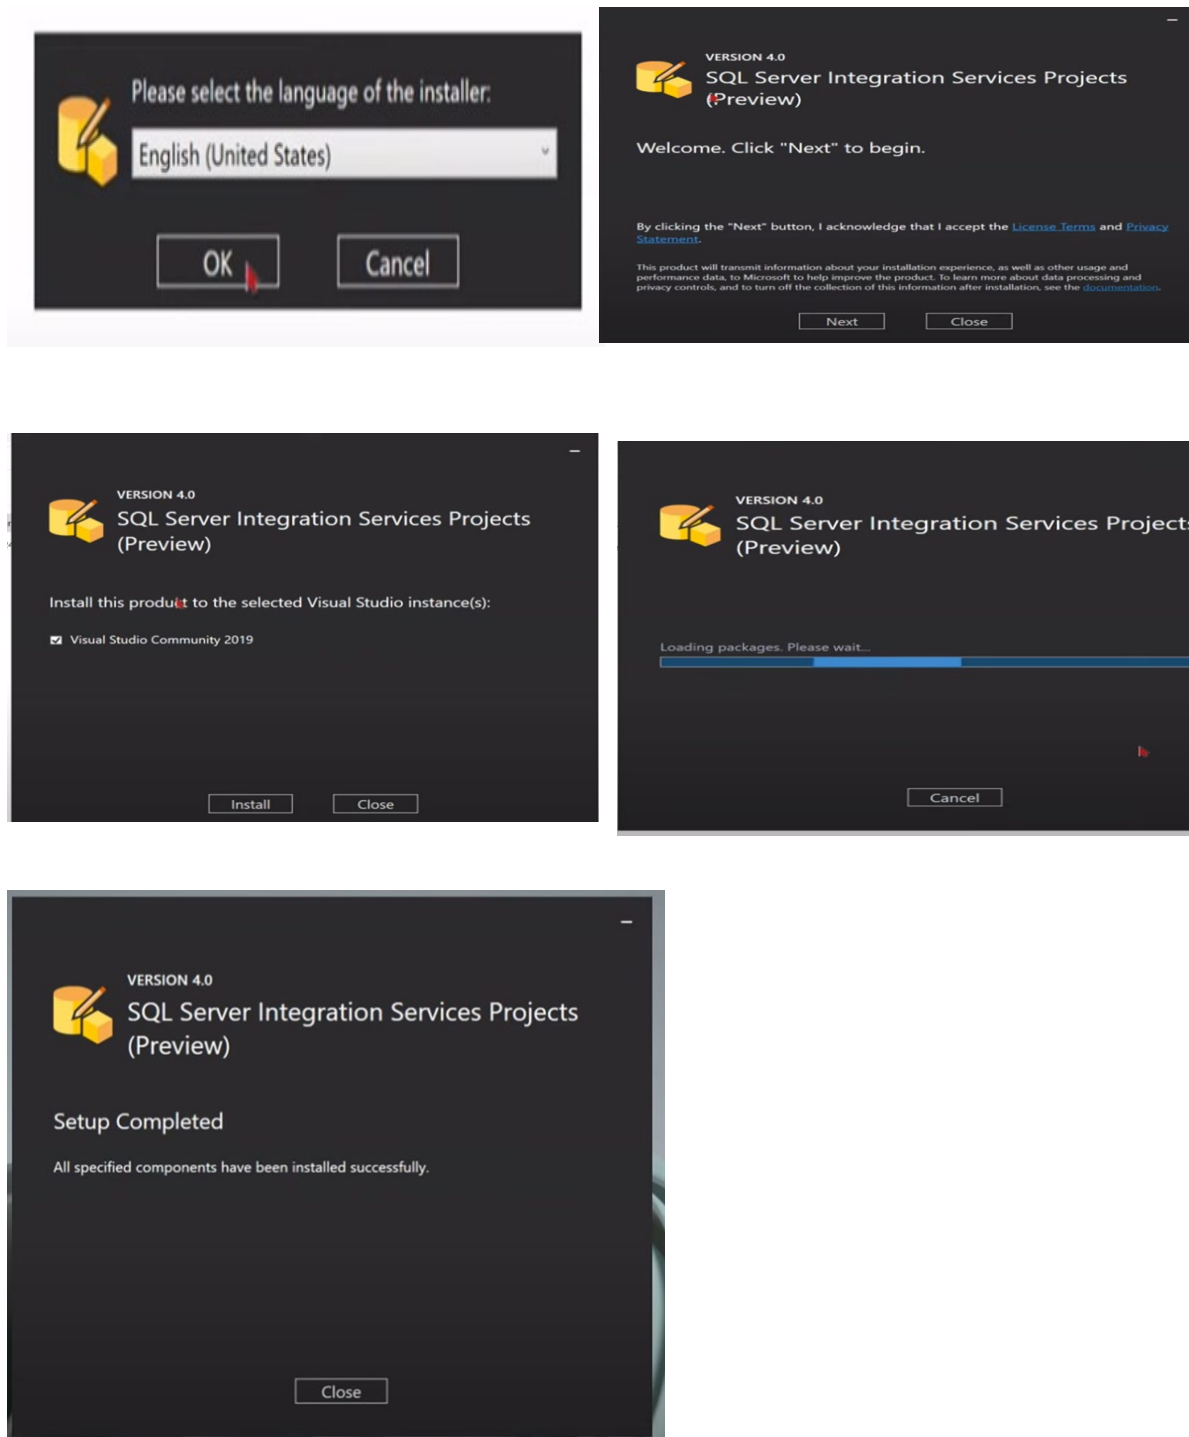 Please select the language of the installer:
English (United States)
OK
Cancel
VERSION 4.0
SQL Server Integration Services Projects
(Preview)
Welcome. Click "Next" to begin.
By clicking the "Next" button, I acknowledge that I accept the License Terms and Privacy
Statement.
This product will transmit information about your installation experience, as well as other usage and
performance data, to Microsoft to help improve the product. To learn more about data processing and
privacy controls, and to turn off the collection of this information after installation, see the documentation.
Next
Close
VERSION 4.0
SQL Server Integration Services Projects
(Preview)
Install this product to the selected Visual Studio instance(s):
Visual Studio Community 2019
Install
Close
VERSION 4.0
SQL Server Integration Services Projects
(Preview)
Loading packages. Please wait...
Cancel
VERSION 4.0
SQL Server Integration Services Projects
(Preview)
Setup Completed
All specified components have been installed successfully.
Close